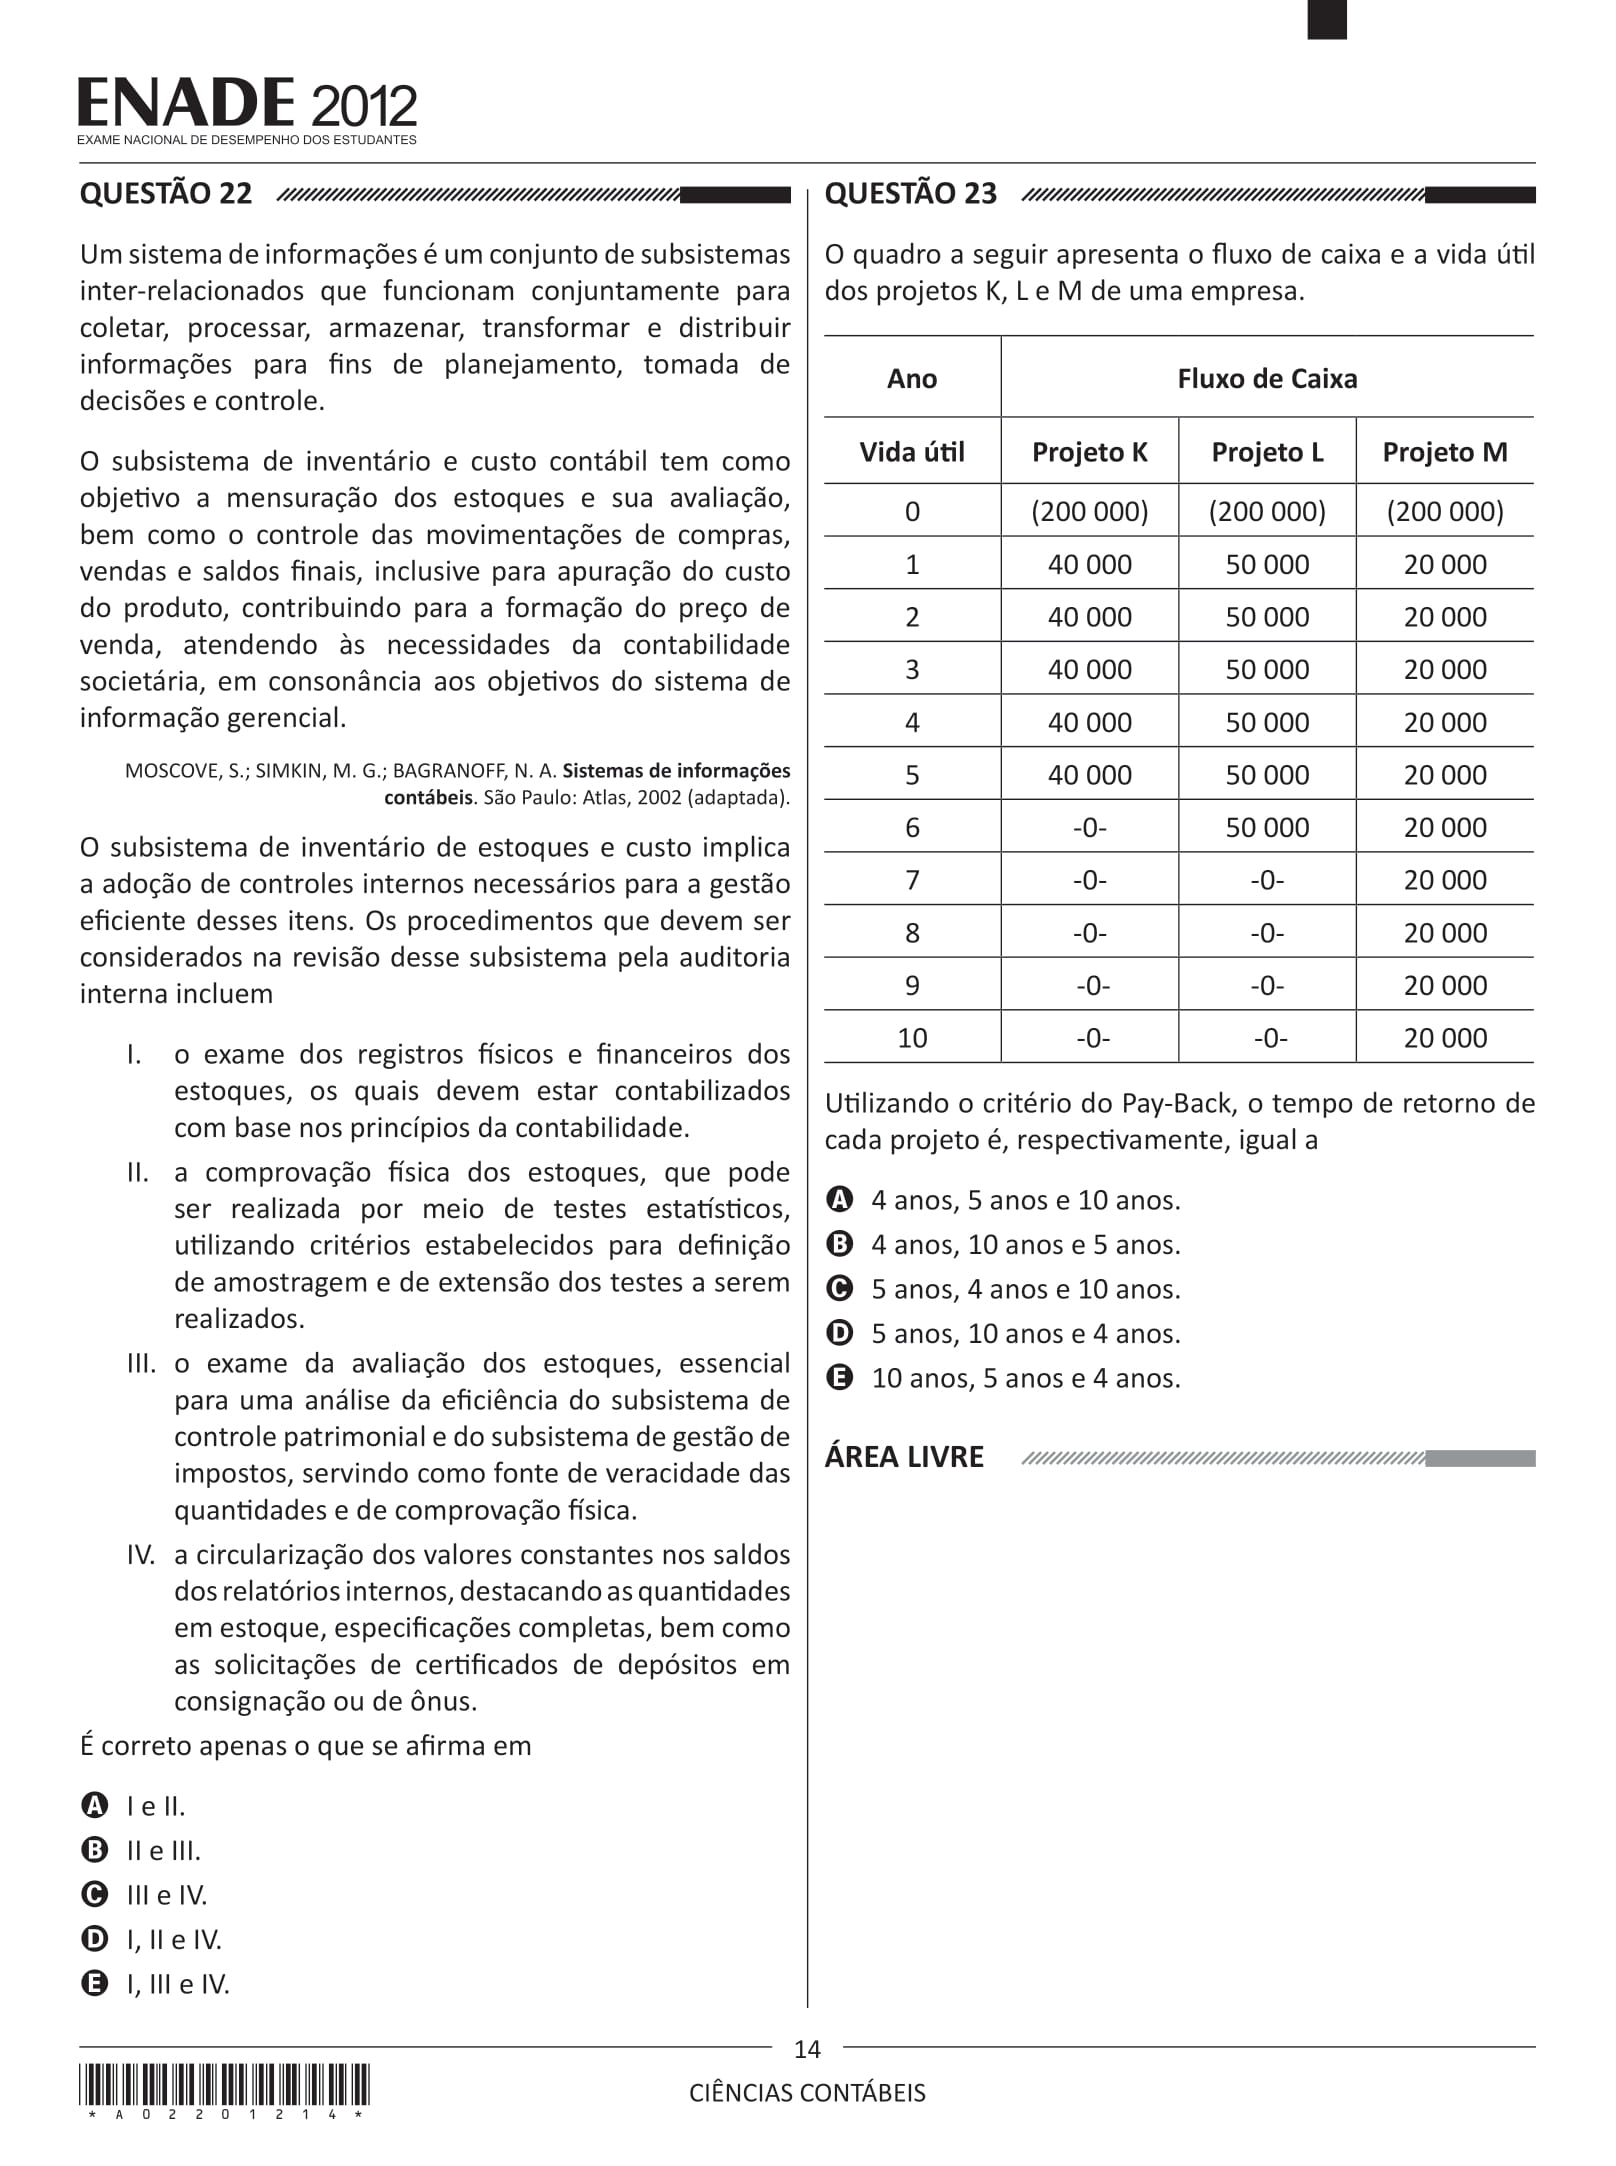 ENADE 2012
EXAME NACIONAL DE DESEMPENHO DOS ESTUDANTES
QUESTÃO 22
Um sistema de informações é um conjunto de subsistemas
inter-relacionados que funcionam conjuntamente para
coletar, processar, armazenar, transformar e distribuir
informações para fins de planejamento, tomada de
decisões e controle.
O subsistema de inventário e custo contábil tem como
objetivo a mensuração dos estoques e sua avaliação,
bem como o controle das movimentações de compras,
vendas e saldos finais, inclusive para apuração do custo
do produto, contribuindo para a formação do preço de
venda, atendendo às necessidades da contabilidade
societária, em consonância aos objetivos do sistema de
informação gerencial.
MOSCOVE, S.; SIMKIN, M. G.; BAGRANOFF, N. A. Sistemas de informações
contábeis. São Paulo: Atlas, 2002 (adaptada).
O subsistema de inventário de estoques e custo implica
a adoção de controles internos necessários para a gestão
eficiente desses itens. Os procedimentos que devem ser
considerados na revisão desse subsistema pela auditoria
interna incluem
I. o exame dos registros físicos e financeiros dos
estoques, os quais devem estar contabilizados
com base nos princípios da contabilidade.
II. a comprovação física dos estoques, que pode
ser realizada por meio de testes estatísticos,
utilizando critérios estabelecidos para definição
de amostragem e de extensão dos testes a serem
realizados.
III. o exame da avaliação dos estoques, essencial
para uma análise da eficiência do subsistema de
controle patrimonial e do subsistema de gestão de
impostos, servindo como fonte de veracidade das
quantidades e de comprovação física.
IV. a circularização dos valores constantes nos saldos
dos relatórios internos, destacando as quantidades
em estoque, especificações completas, bem como
as solicitações de certificados de depósitos em
consignação ou de ônus.
É correto apenas o que se afirma em
A I e II.
B II e III.
C III e IV.
D I, II e IV.
E I, III e IV.
QUESTÃO 23
O quadro a seguir apresenta o fluxo de caixa e a vida útil
dos projetos K, L e M de uma empresa.
Ano Fluxo de Caixa
Vida útil Projeto K Projeto L Projeto M
0 (200 000) (200 000) (200 000)
1 40 000 50 000 20 000
2 40 000 50 000 20 000
3 40 000 50 000 20 000
4 40 000 50 000 20 000
5 40 000 50 000 20 000
6 -0- 50 000 20 000
7 -0- -0- 20 000
8 -0- -0- 20 000
9 -0- -0- 20 000
10 -0- -0- 20 000
Utilizando o critério do Pay-Back, o tempo de retorno de
cada projeto é, respectivamente, igual a
A 4 anos, 5 anos e 10 anos.
B 4 anos, 10 anos e 5 anos.
C 5 anos, 4 anos e 10 anos.
D 5 anos, 10 anos e 4 anos.
E 10 anos, 5 anos e 4 anos.
ÁREA LIVRE
14
CIÊNCIAS CONTÁBEIS
* A 0 2 2 0 1 2 1 4 *